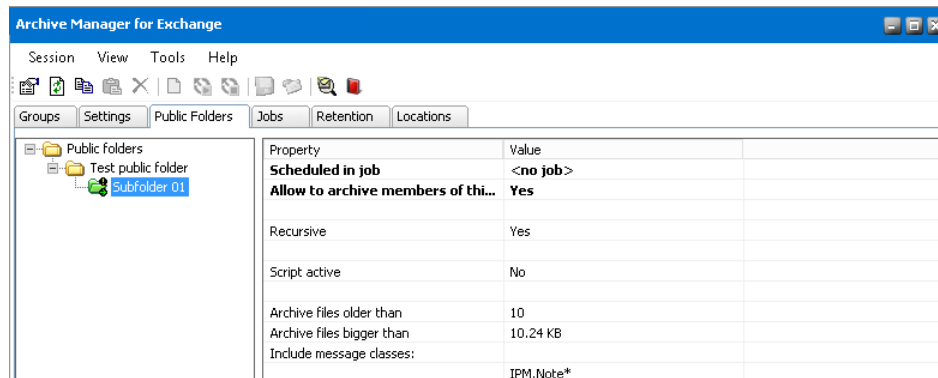 Archive Manager for Exchange
Session View Tools Help
Groups Settings Public Folders Jobs Retention Locations
Public folders
Test public folder
Subfolder 01
Property Value
Scheduled in job <no job>
Allow to archive members of thi... Yes
Recursive Yes
Script active No
Archive files older than 10
Archive files bigger than 10.24 KB
Include message classes:
IPM.Note*